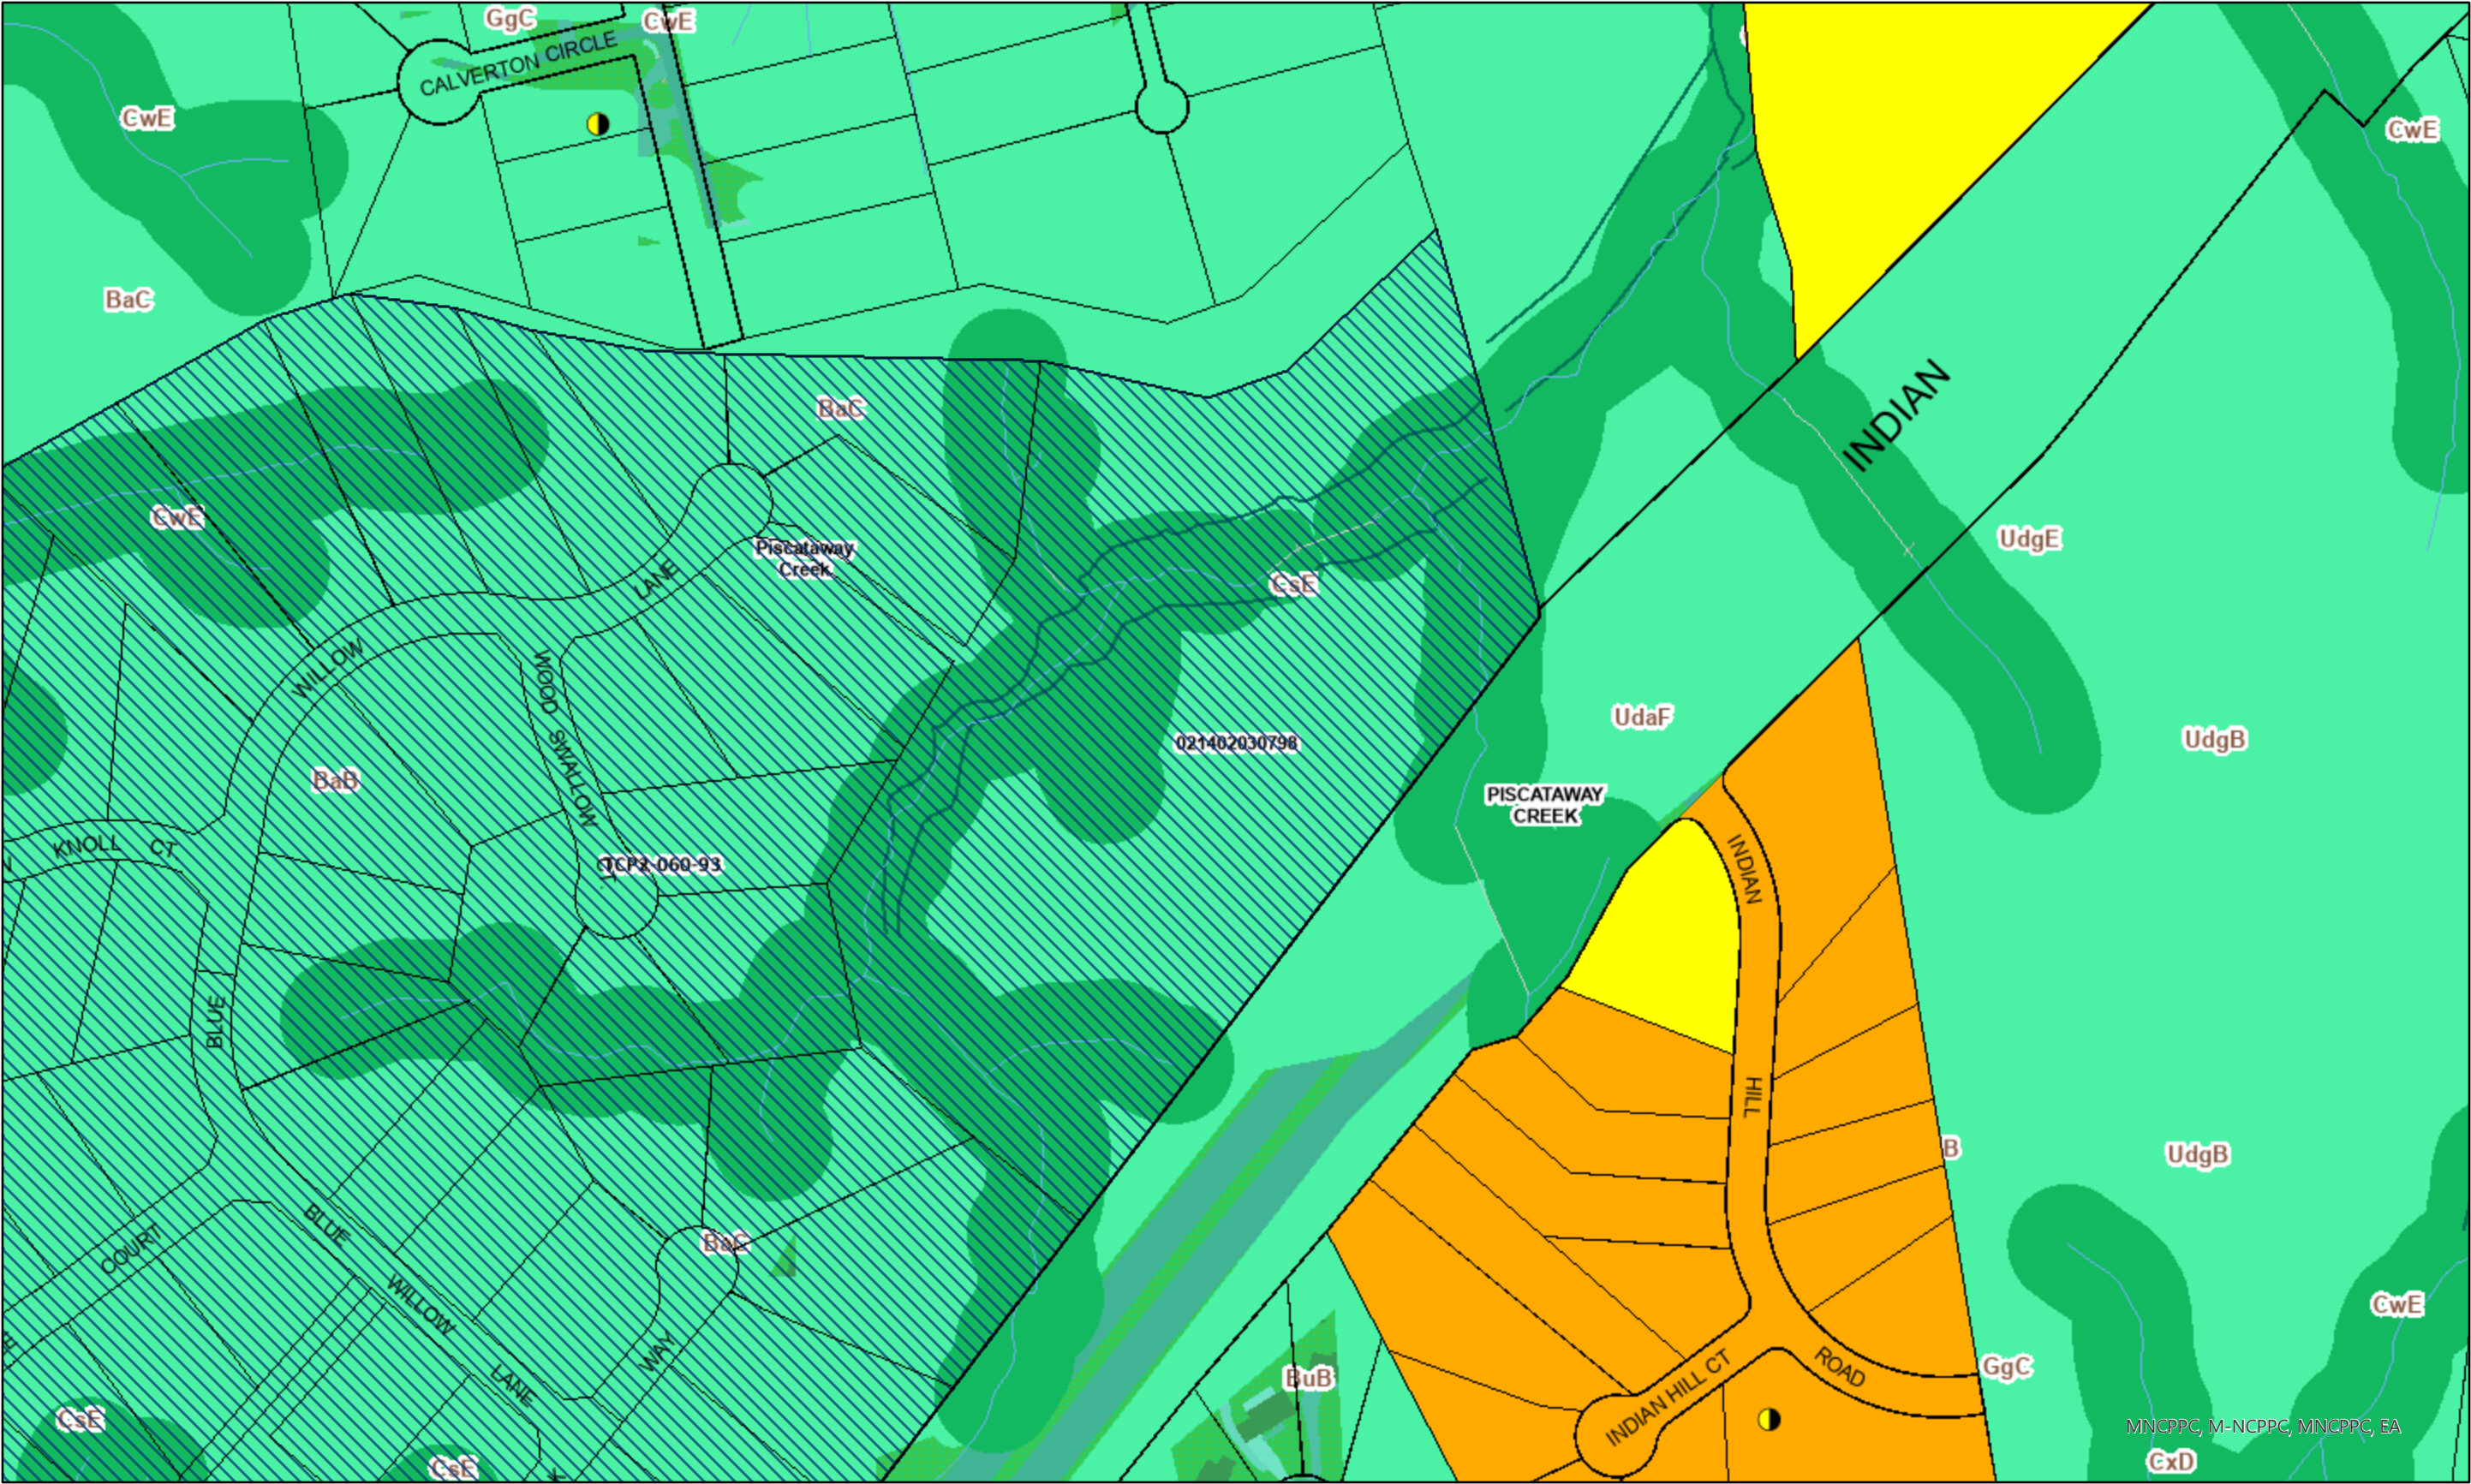 GgC
CwE
CALVERTON CIRCLE
CwE
CwE
BaC
INDIAN
BaC
CwE
UdgE
Piscataway
Creek
LANE
CsE
WILLOW
WOOD SWALLOW
CT.
UdaF
021402030798
UdgB
BaB
PISCATAWAY
CREEK
KNOLL CT
TCP2-060-93
INDIAN
HILL
ROAD
BLUE
B
UdgB
BLUE
WILLOW
LANE
COURT
BaC
WAY
CwE
BuB
GgC
INDIAN HILL CT
CsE
MNCPPC, M-NCPPC, MNCPPC, EA
CsE
CxD